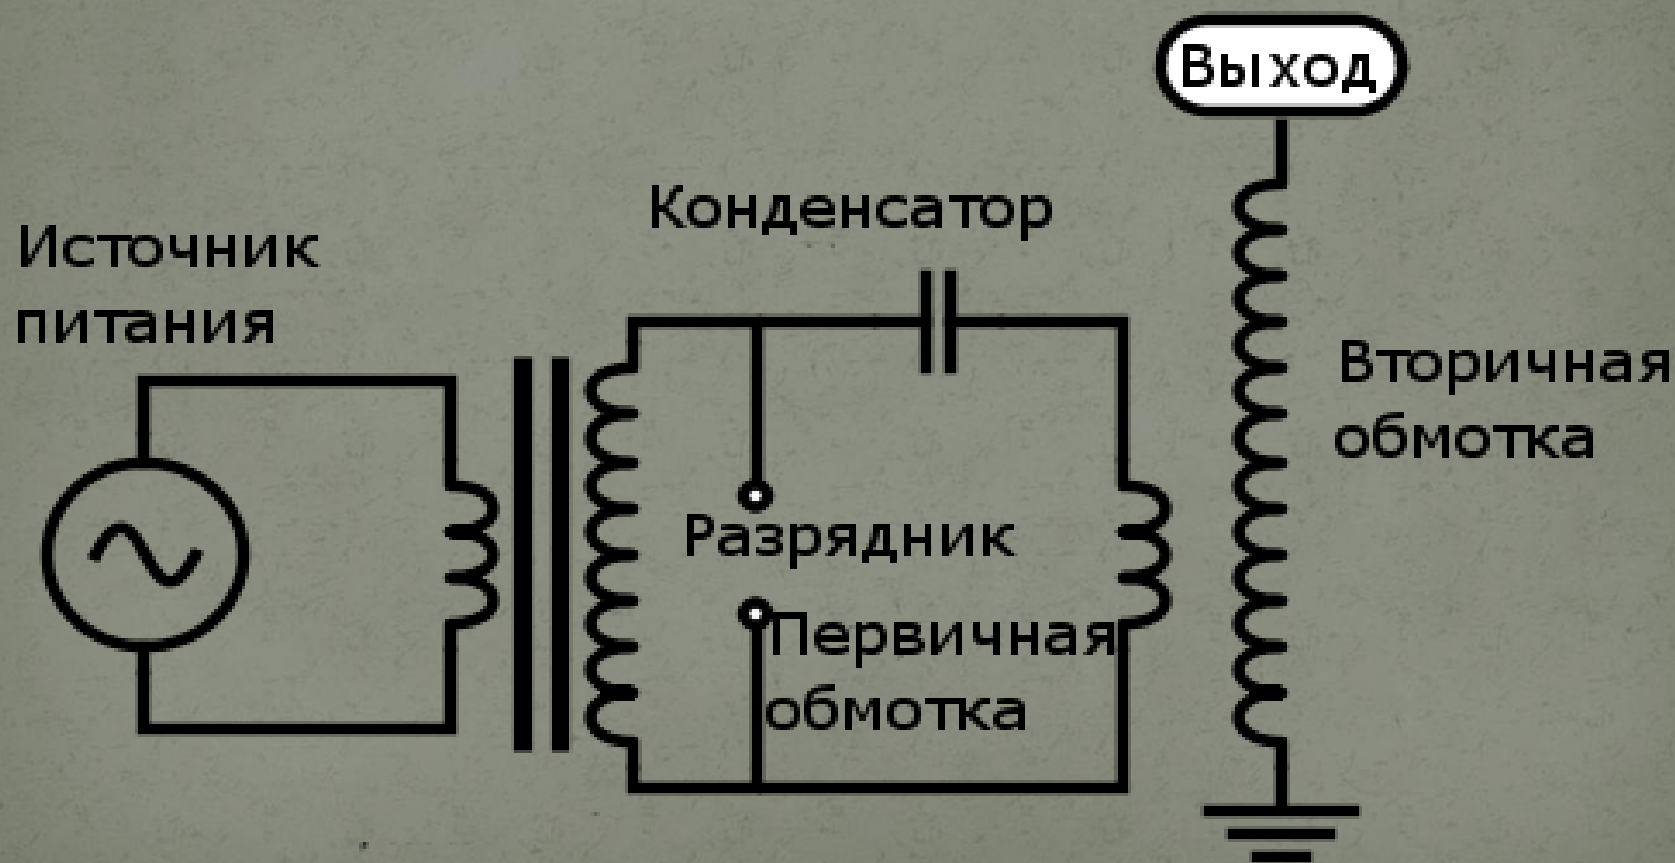 Выход
Конденсатор
Источник
питания
Вторичная
обмотка
Разрядник
Первичная
обмотка